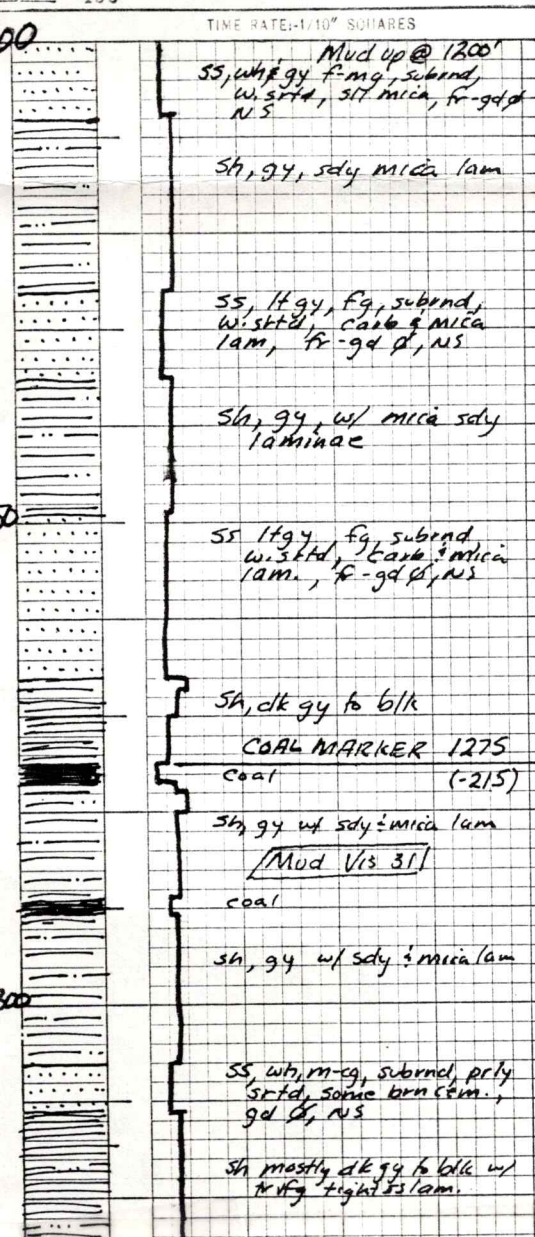 TIME RATE:-1/10" SQUARES
00
Mud up @ 1200'
ss, wh & gy f-mg, subrnd,
w. srtd, slt mica, fr-gd ø
NS
Sh, gy, sdy mica lam
ss, ltgy, fg, subrnd,
w. srtd, carb & mica
lam, fr-gd ø, NS
Sh, gy, w/ mica sdy
laminae
50
ss ltgy, fg, subrnd,
w. srtd, carb & mica
lam., fr-gd ø, NS
Sh, dk gy to blk
COAL MARKER 1275
coal (-215)
Sh, gy w/ sdy & mica lam
Mud Vis 31
coal
sh, gy w/ sdy & mica lam
300
ss, wh, m-cg, subrnd, prly
srtd, some brn cem.,
gd ø, NS
Sh mostly dk gy to blk w/
tr vfg tight ss lam.